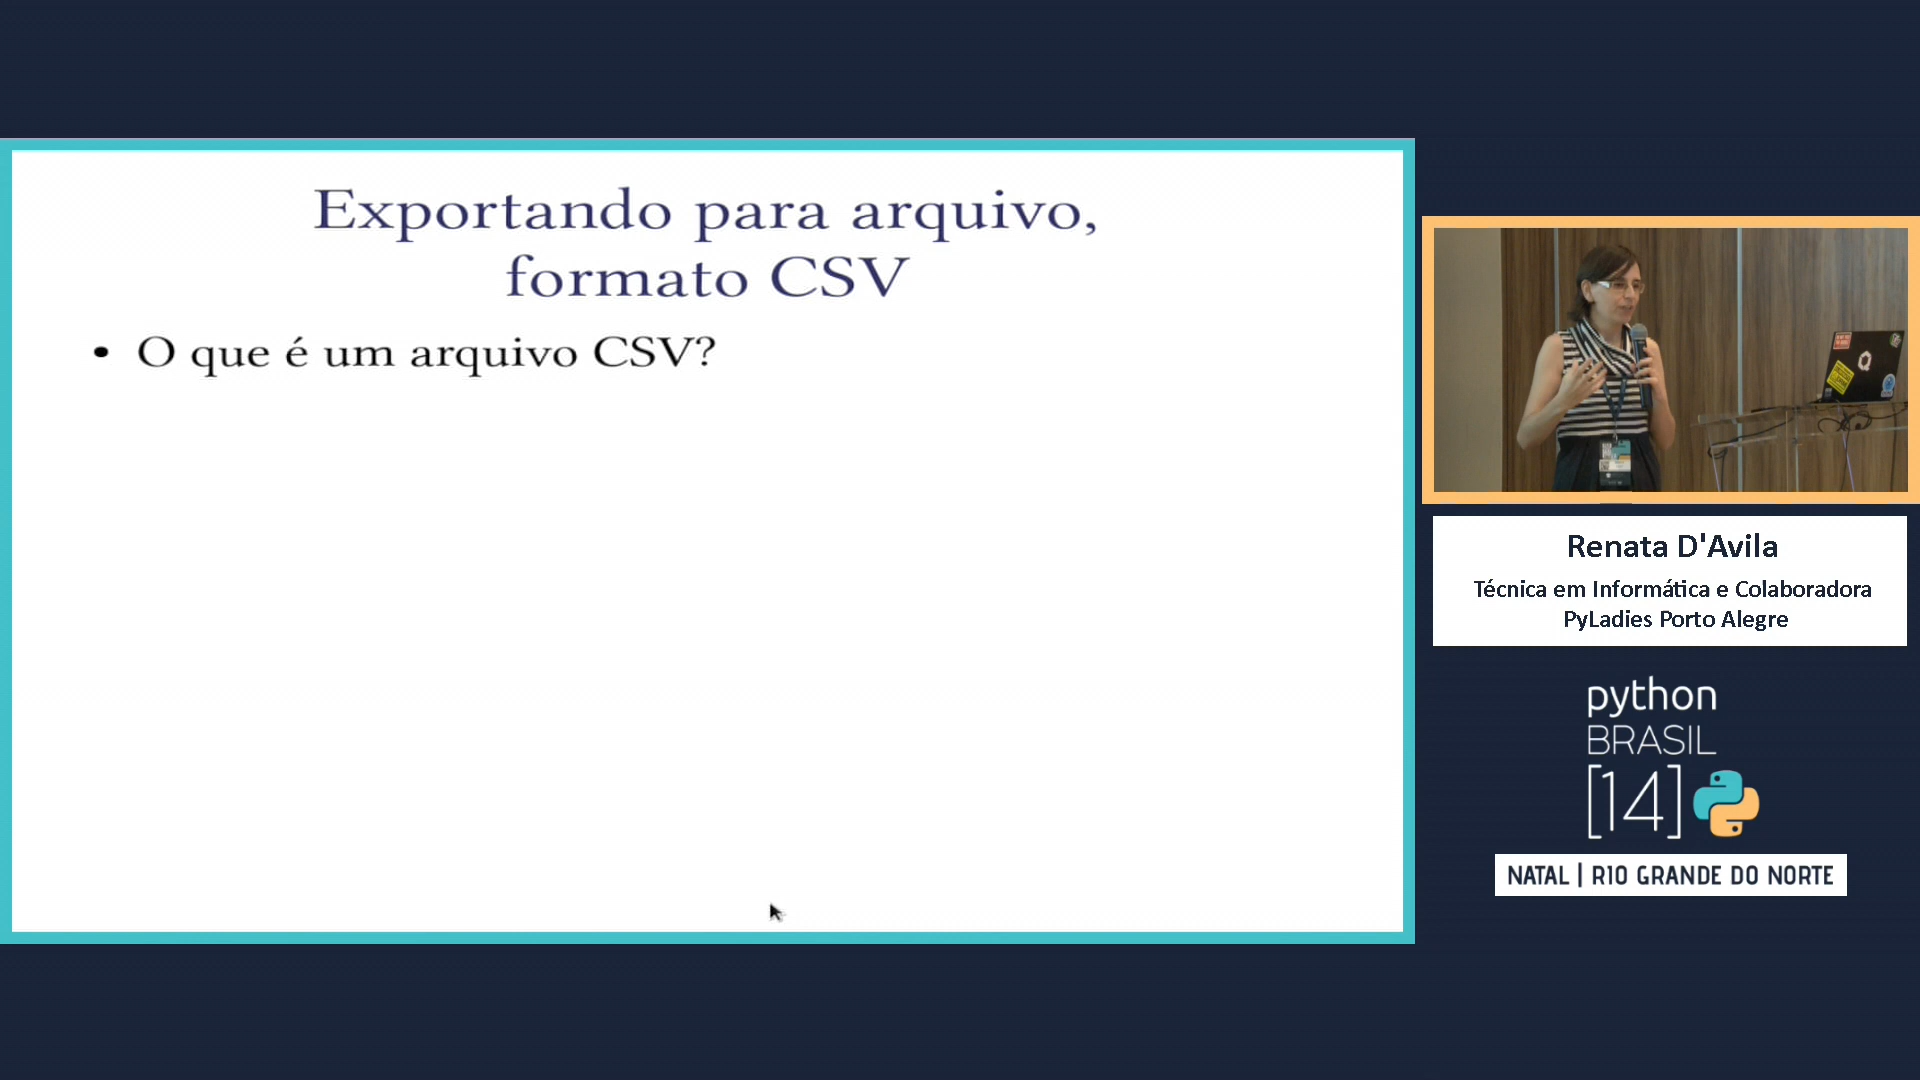 Exportando para arquivo,
formato CSV
• O que é um arquivo CSV?
Renata D'Avila
Técnica em Informática e Colaboradora
PyLadies Porto Alegre
python
BRASIL
[14]
NATAL | RIO GRANDE DO NORTE